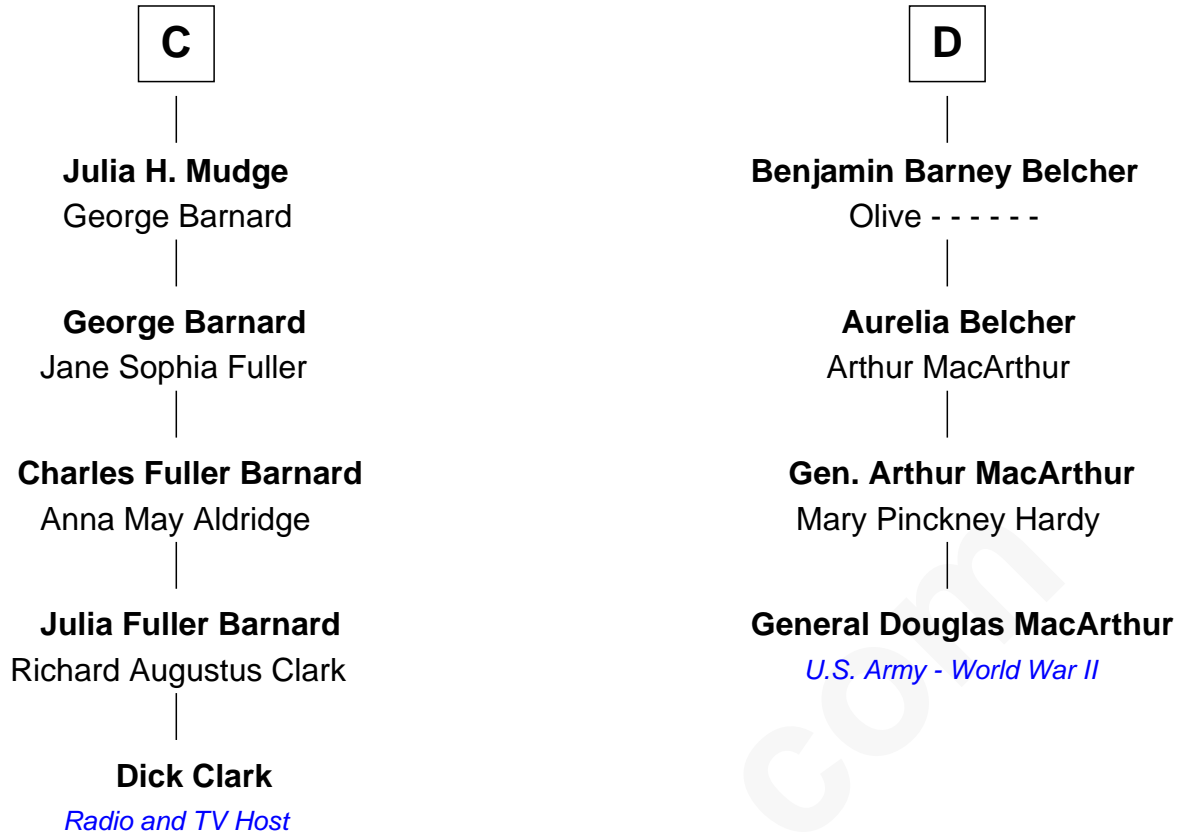 C
Julia H. Mudge
George Barnard
George Barnard
Jane Sophia Fuller
Charles Fuller Barnard
Anna May Aldridge
Julia Fuller Barnard
Richard Augustus Clark
Dick Clark
Radio and TV Host
D
Benjamin Barney Belcher
Olive - - - - - -
Aurelia Belcher
Arthur MacArthur
Gen. Arthur MacArthur
Mary Pinckney Hardy
General Douglas MacArthur
U.S. Army - World War II
com